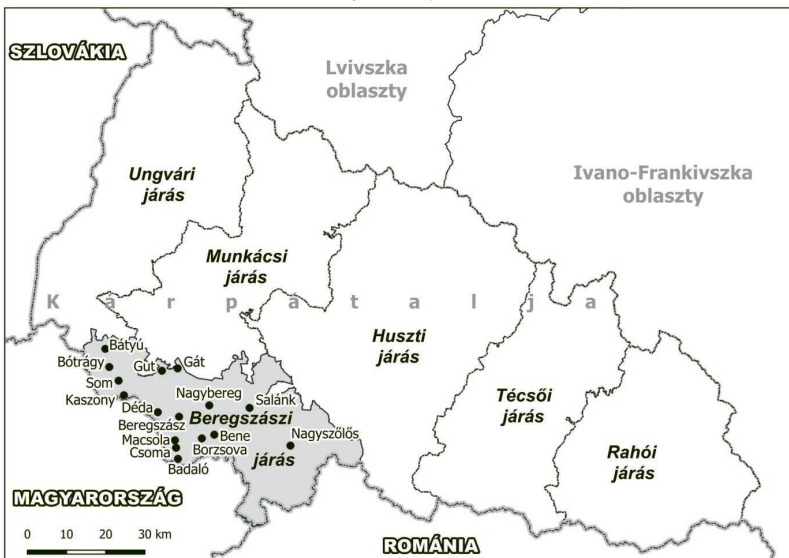 SZLOVÁKIA
Lvivszka
oblaszty
Ivano-Frankivszka
oblaszty
Ungvári
járás
Munkácsi
járás
Kárpátalja
Huszti
járás
Técsői
járás
Rahói
járás
Bátyú
Bótrágy
Gút
Gát
Som
Kaszony
Nagybereg
Salánk
Déda
Beregszászi
járás
Beregszász
Bene
Nagyszőlős
Macsola
Borzsova
Csoma
Badaló
MAGYARORSZÁG
0 10 20 30 km
ROMÁNIA